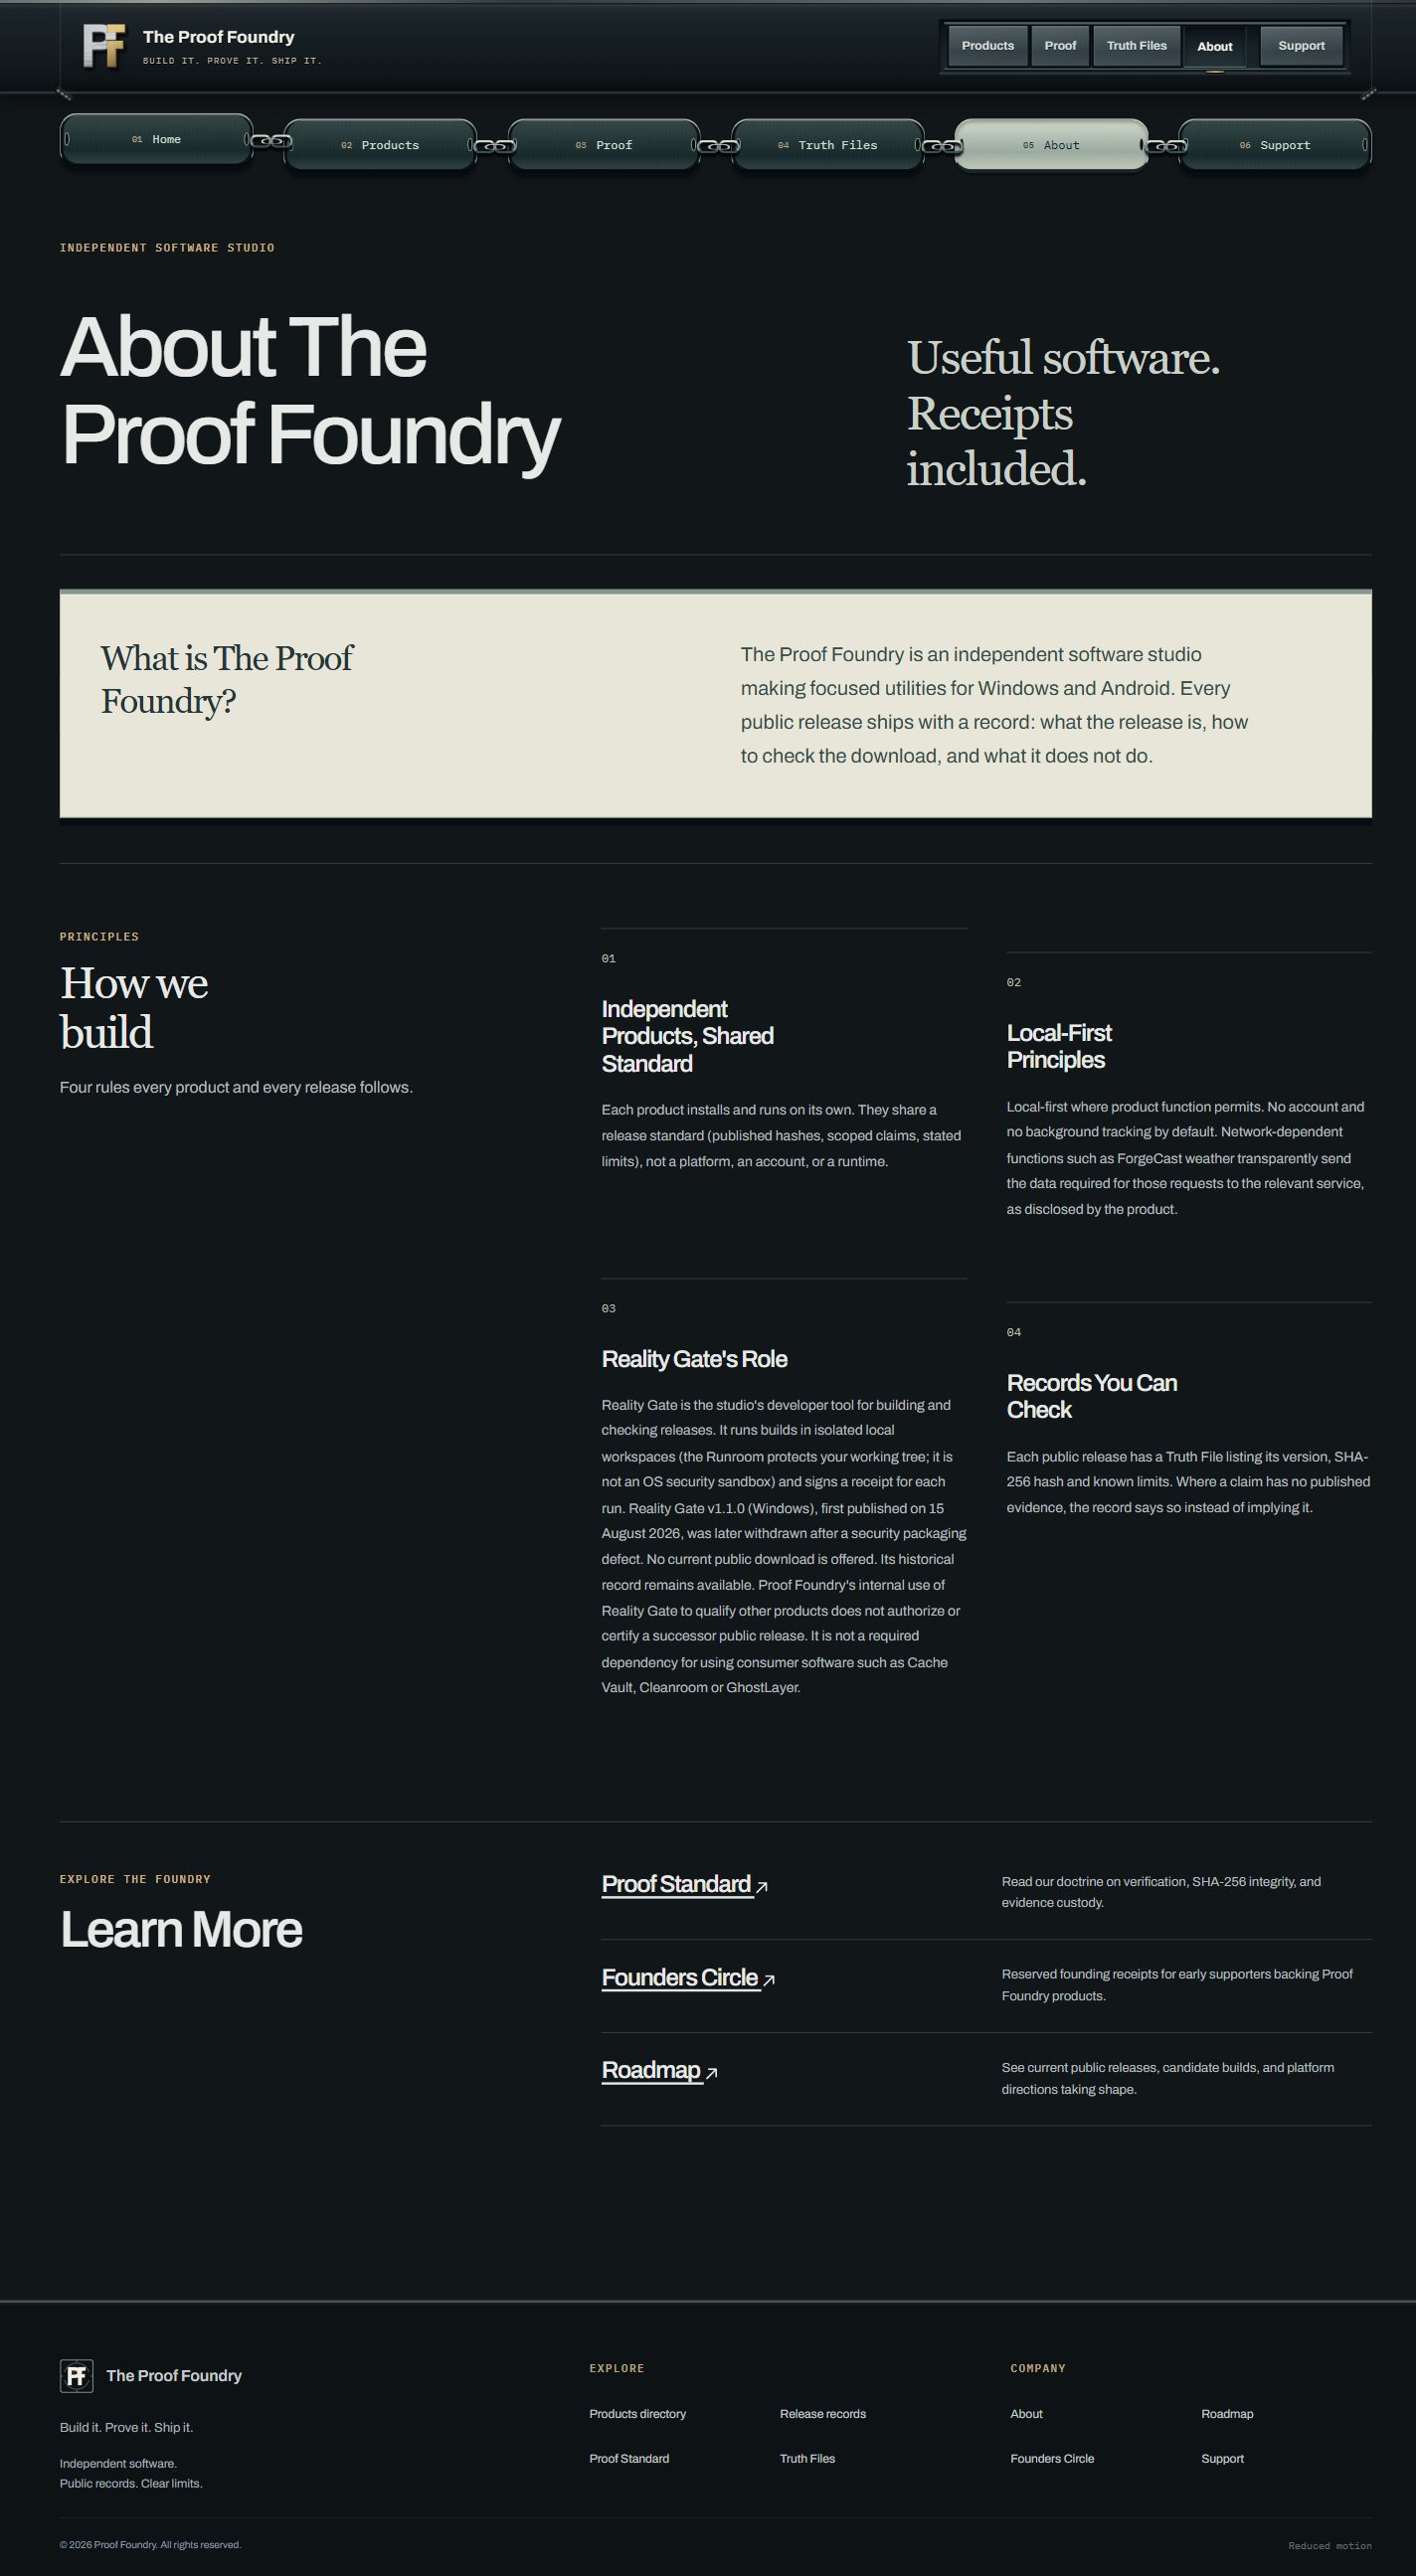 PF
The Proof Foundry
BUILD IT. PROVE IT. SHIP IT.
Products
Proof
Truth Files
About
Support
01 Home
02 Products
03 Proof
04 Truth Files
05 About
06 Support
INDEPENDENT SOFTWARE STUDIO
About The
Proof Foundry
Useful software.
Receipts
included.
What is The Proof
Foundry?
The Proof Foundry is an independent software studio
making focused utilities for Windows and Android. Every
public release ships with a record: what the release is, how
to check the download, and what it does not do.
PRINCIPLES
How we
build
Four rules every product and every release follows.
01
Independent
Products, Shared
Standard
Each product installs and runs on its own. They share a
release standard (published hashes, scoped claims, stated
limits), not a platform, an account, or a runtime.
02
Local-First
Principles
Local-first where product function permits. No account and
no background tracking by default. Network-dependent
functions such as ForgeCast weather transparently send
the data required for those requests to the relevant service,
as disclosed by the product.
03
Reality Gate's Role
Reality Gate is the studio's developer tool for building and
checking releases. It runs builds in isolated local
workspaces (the Runroom protects your working tree; it is
not an OS security sandbox) and signs a receipt for each
run. Reality Gate v1.1.0 (Windows), first published on 15
August 2026, was later withdrawn after a security packaging
defect. No current public download is offered. Its historical
record remains available. Proof Foundry's internal use of
Reality Gate to qualify other products does not authorize or
certify a successor public release. It is not a required
dependency for using consumer software such as Cache
Vault, Cleanroom or GhostLayer.
04
Records You Can
Check
Each public release has a Truth File listing its version, SHA-
256 hash and known limits. Where a claim has no published
evidence, the record says so instead of implying it.
EXPLORE THE FOUNDRY
Learn More
Proof Standard ↗
Read our doctrine on verification, SHA-256 integrity, and
evidence custody.
Founders Circle ↗
Reserved founding receipts for early supporters backing Proof
Foundry products.
Roadmap ↗
See current public releases, candidate builds, and platform
directions taking shape.
PF
The Proof Foundry
Build it. Prove it. Ship it.
Independent software.
Public records. Clear limits.
EXPLORE
Products directory
Release records
Proof Standard
Truth Files
COMPANY
About
Roadmap
Founders Circle
Support
© 2026 Proof Foundry. All rights reserved.
Reduced motion